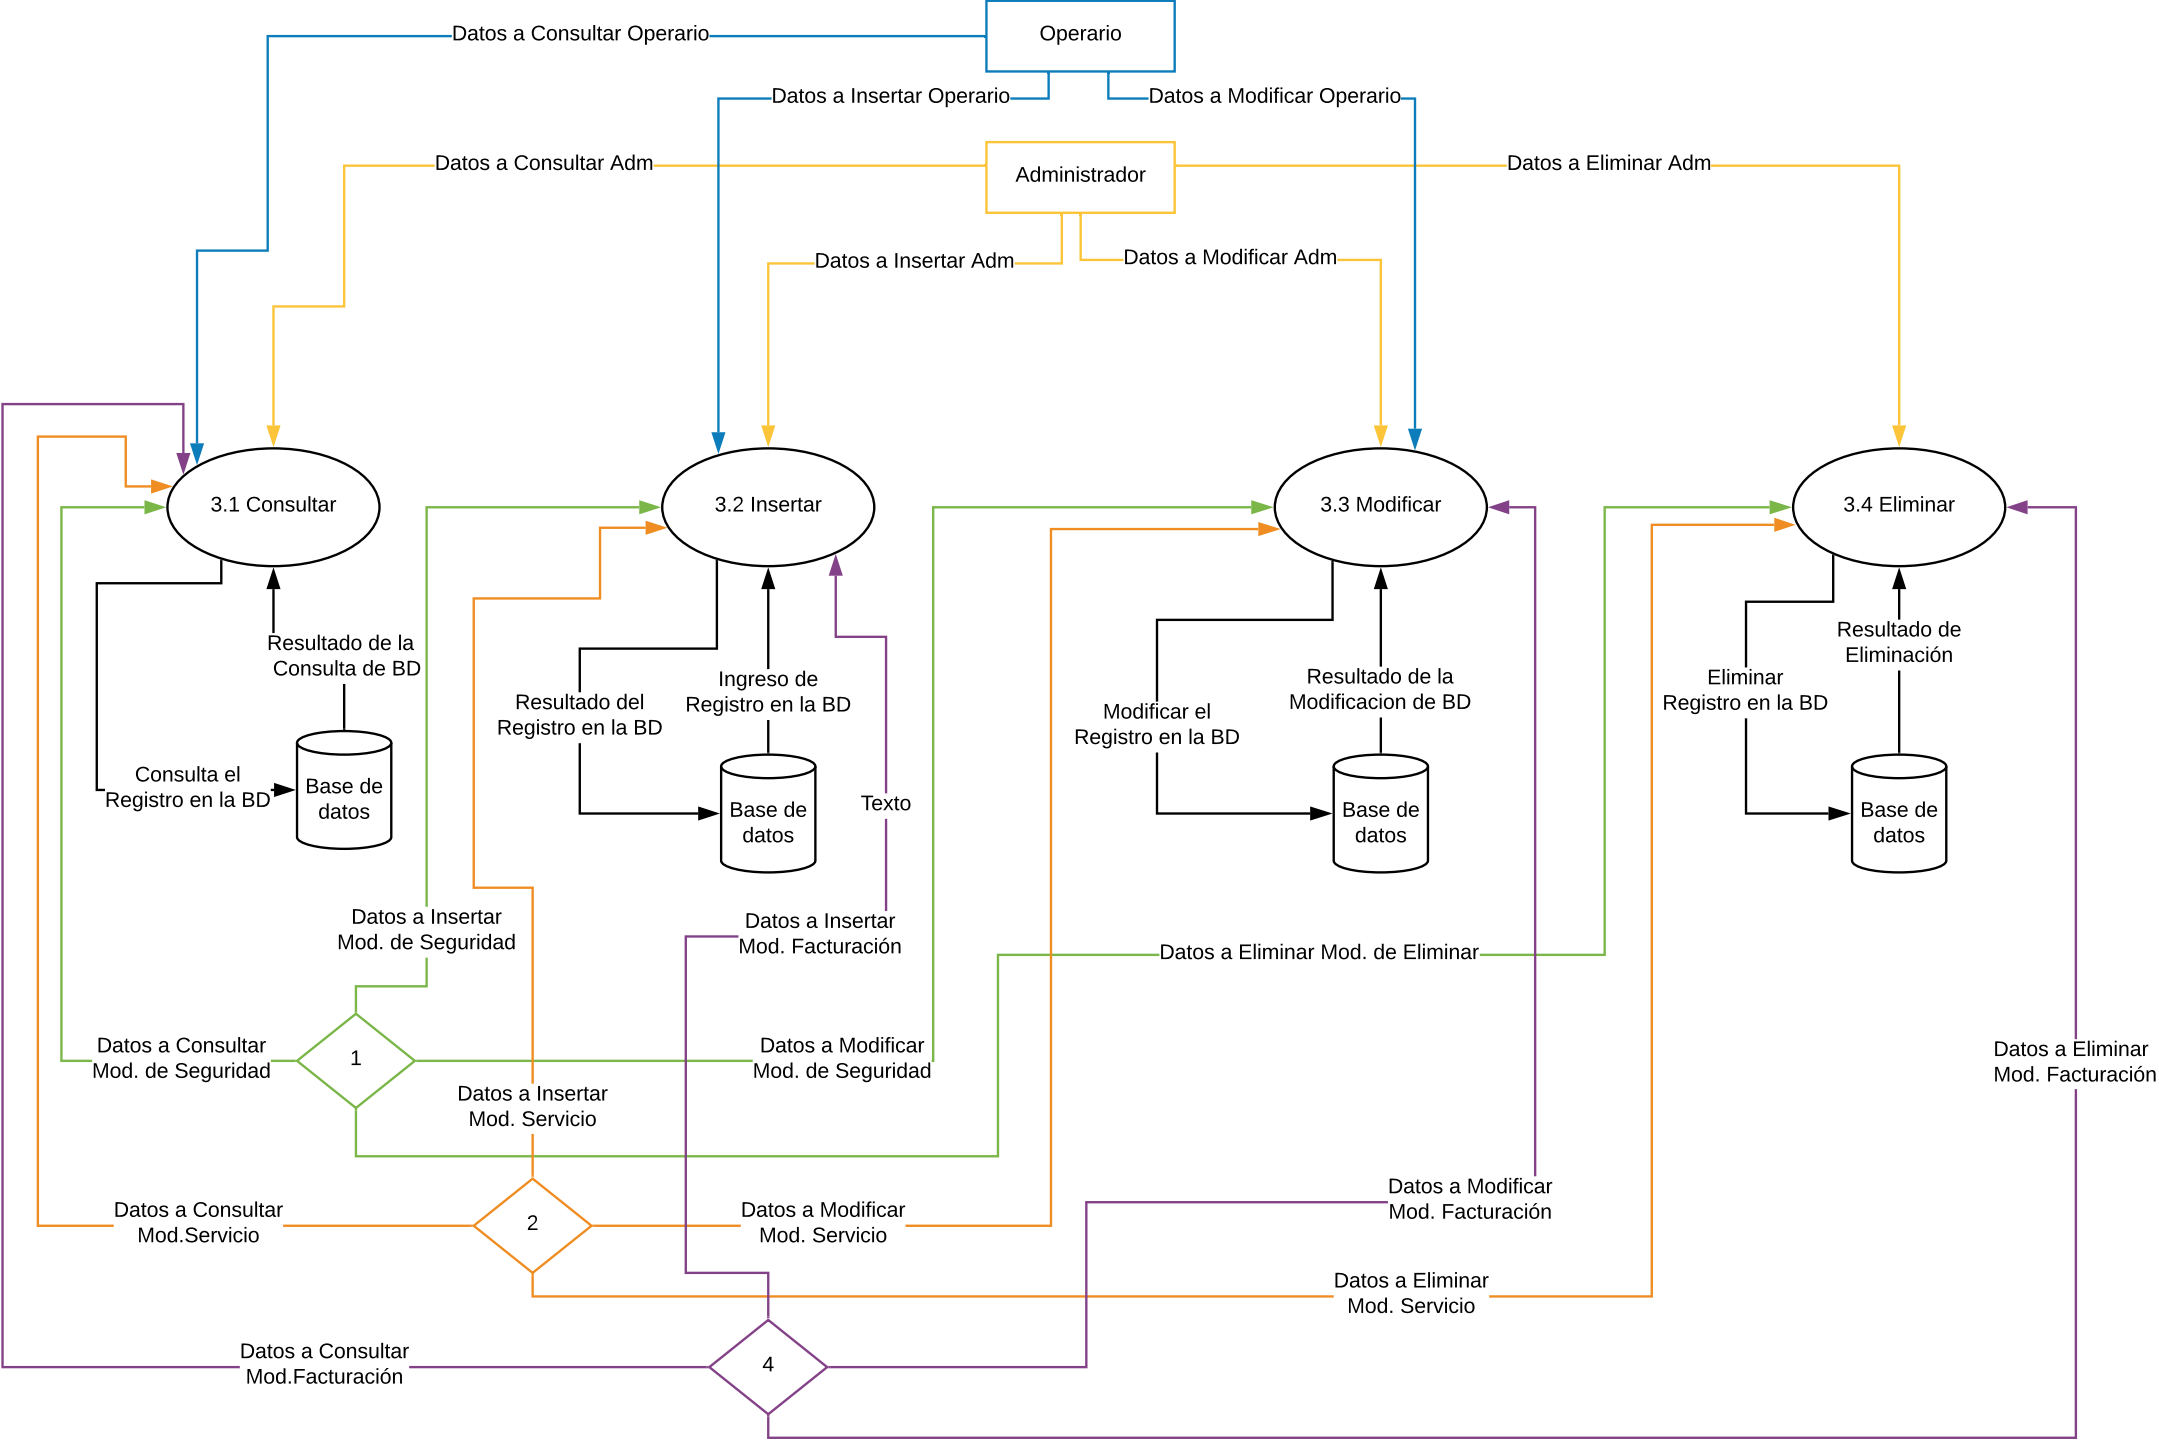 Datos a Consultar Operario
Operario
Datos a Insertar Operario
Datos a Modificar Operario
Datos a Consultar Adm
Administrador
Datos a Eliminar Adm
Datos a Insertar Adm
Datos a Modificar Adm
3.1 Consultar
3.2 Insertar
3.3 Modificar
3.4 Eliminar
Resultado de la
Consulta de BD
Resultado del
Registro en la BD
Ingreso de
Registro en la BD
Modificar el
Registro en la BD
Resultado de la
Modificacion de BD
Eliminar
Registro en la BD
Resultado de
Eliminación
Consulta el
Registro en la BD
Base de
datos
Base de
datos
Texto
Base de
datos
Base de
datos
Datos a Insertar
Mod. de Seguridad
Datos a Insertar
Mod. Facturación
Datos a Eliminar Mod. de Eliminar
Datos a Consultar
Mod. de Seguridad
1
Datos a Modificar
Mod. de Seguridad
Datos a Eliminar
Mod. Facturación
Datos a Insertar
Mod. Servicio
Datos a Consultar
Mod.Servicio
2
Datos a Modificar
Mod. Servicio
Datos a Modificar
Mod. Facturación
Datos a Eliminar
Mod. Servicio
Datos a Consultar
Mod.Facturación
4